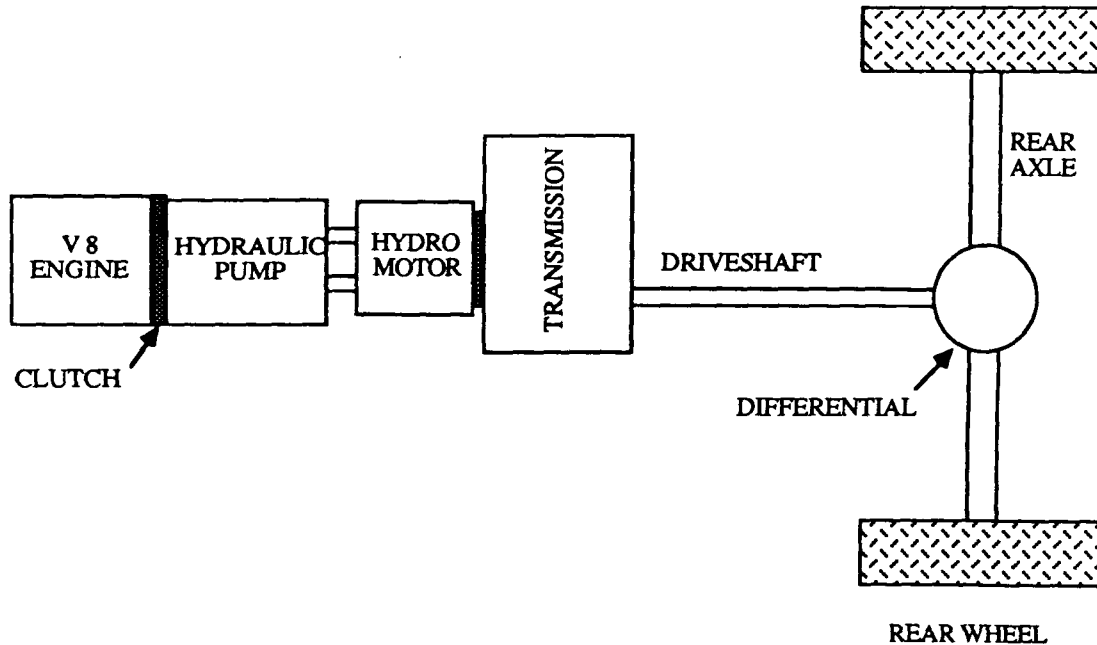 V 8
ENGINE
CLUTCH
HYDRAULIC
PUMP
HYDRO
MOTOR
TRANSMISSION
DRIVESHAFT
REAR
AXLE
DIFFERENTIAL
REAR WHEEL